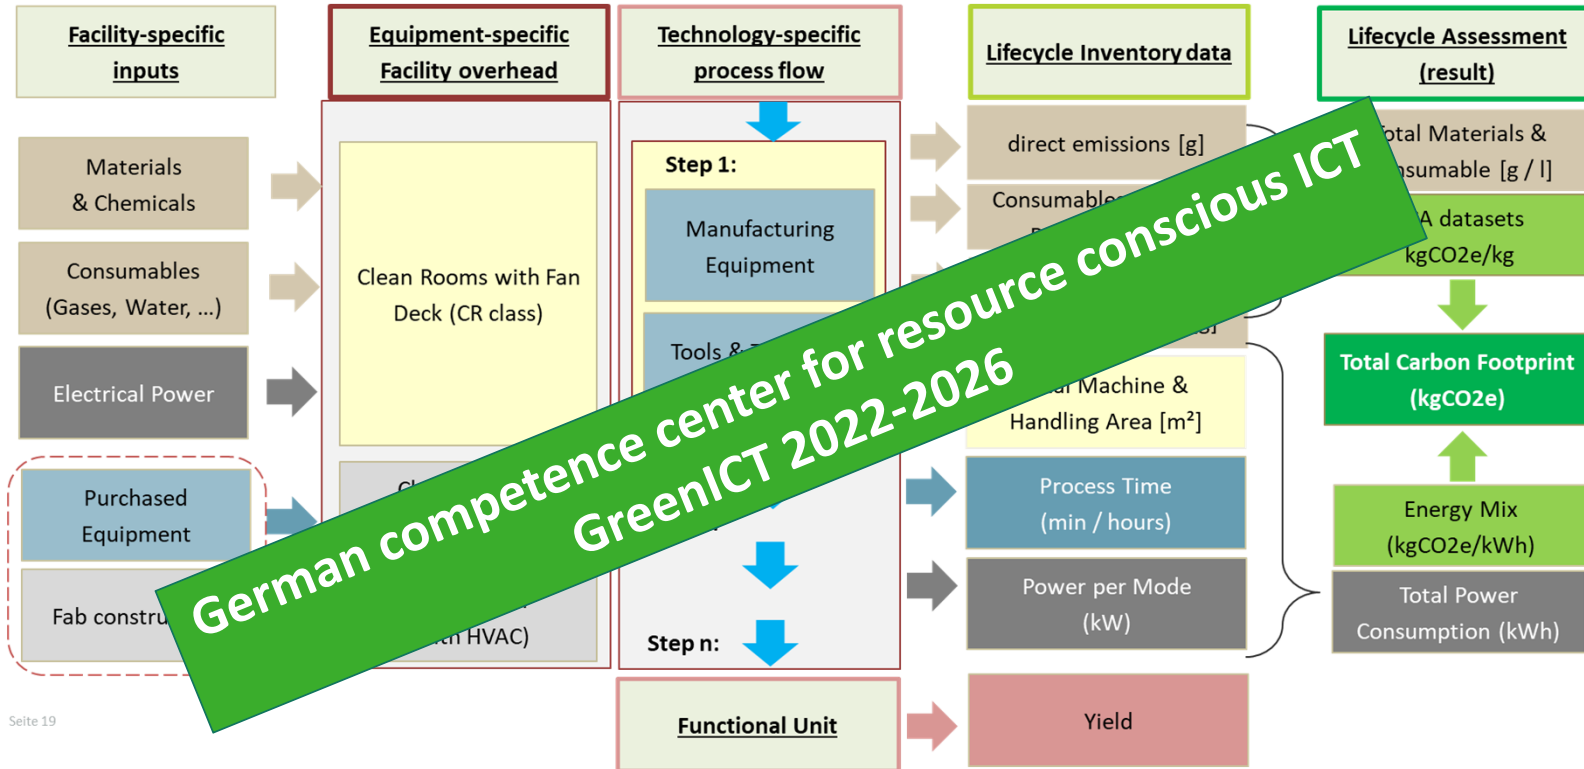 Facility-specific
inputs
Equipment-specific
Facility overhead
Technology-specific
process flow
Lifecycle Inventory data
Lifecycle Assessment
(result)
Materials
& Chemicals
Consumables
(Gases, Water, ...)
Electrical Power
Purchased
Equipment
Fab
Clean Rooms with Fan
Deck (CR class)
HVAC)
Step 1:
Manufacturing
Equipment
Tools &
Step n:
Functional Unit
direct emissions [g]
Consumables
Machine &
Handling Area [m²]
Process Time
(min / hours)
Power per Mode
(kW)
Yield
Materials &
[g / l]
datasets
kgCO2e/kg
Total Carbon Footprint
(kgCO2e)
Energy Mix
(kgCO2e/kWh)
Total Power
Consumption (kWh)
German competence center for resource conscious ICT
GreenICT 2022-2026
Seite 19